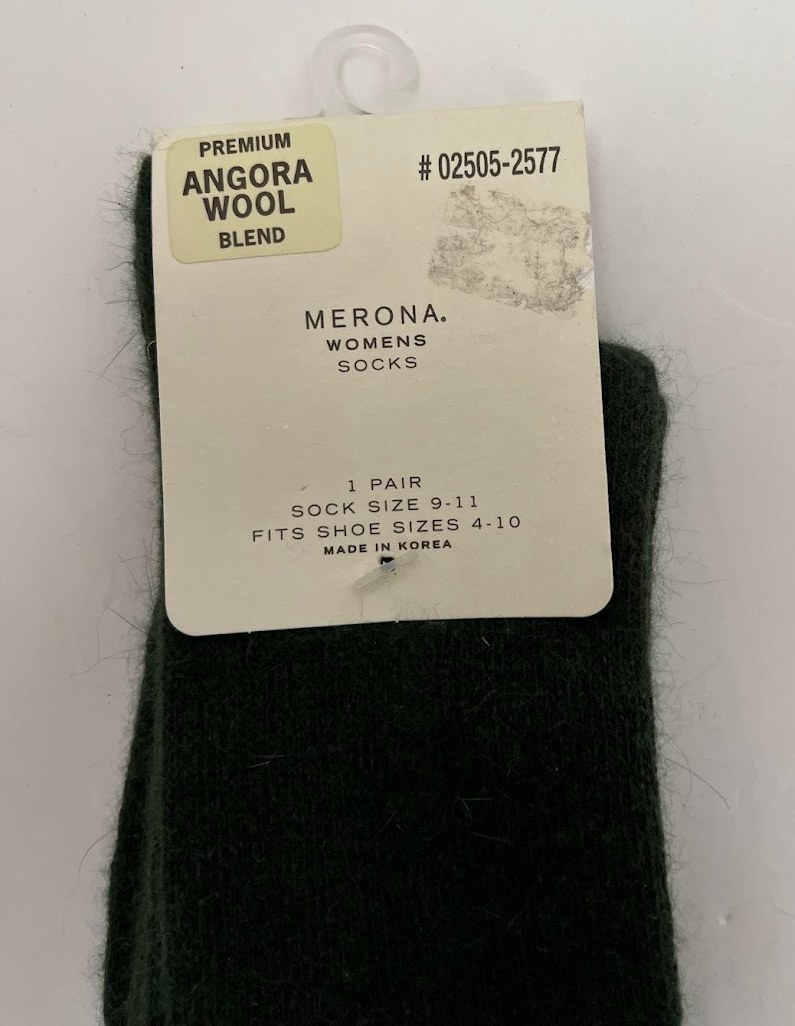 PREMIUM
ANGORA
WOOL
BLEND
# 02505-2577
MERONA.
WOMENS
SOCKS
1 PAIR
SOCK SIZE 9-11
FITS SHOE SIZES 4-10
MADE IN KOREA